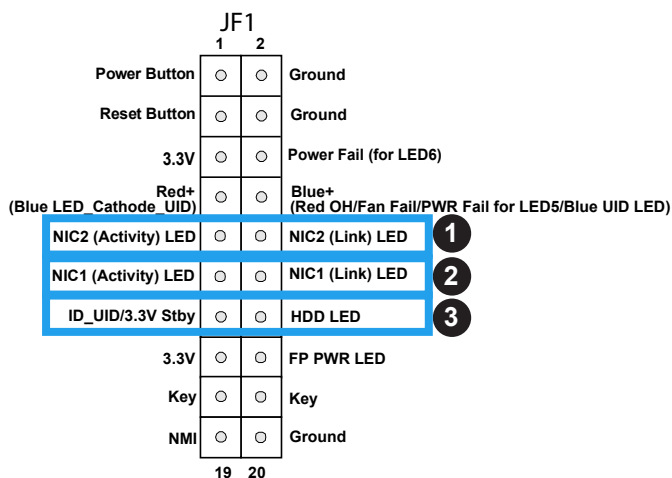 JF1
1 2
Power Button Ground
Reset Button Ground
3.3V Power Fail (for LED6)
Red+ Blue+
(Blue LED_Cathode_UID) (Red OH/Fan Fail/PWR Fail for LED5/Blue UID LED)
NIC2 (Activity) LED NIC2 (Link) LED 1
NIC1 (Activity) LED NIC1 (Link) LED 2
ID_UID/3.3V Stby HDD LED 3
3.3V FP PWR LED
Key Key
NMI Ground
19 20